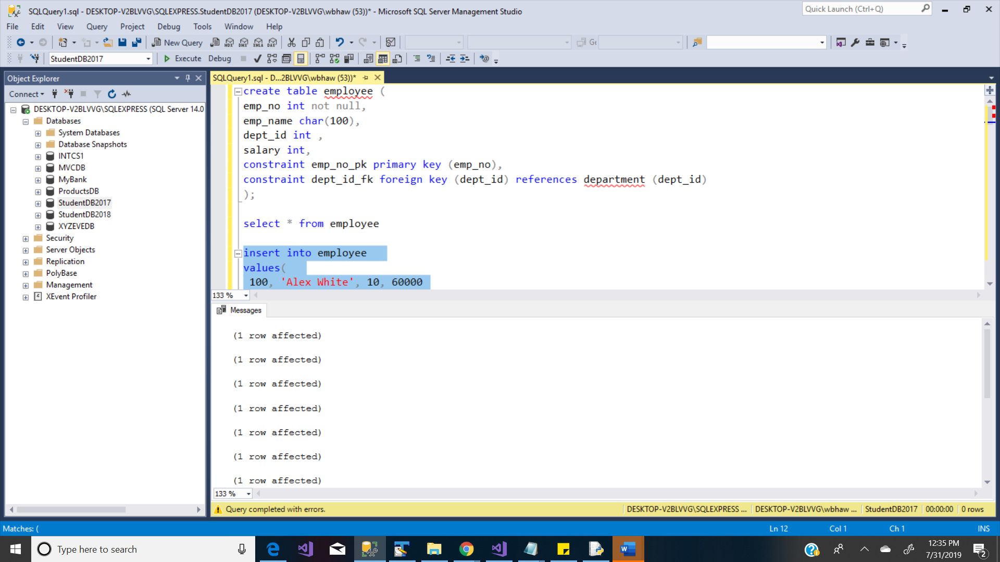 SQLQuery1.sql - DESKTOP-V2BLVVG\SQLEXPRESS.StudentDB2017 (DESKTOP-V2BLVVG\wbhaw (53))* - Microsoft SQL Server Management Studio
Quick Launch (Ctrl+Q)
File Edit View Query Project Debug Tools Window Help
New Query MDX DMX XMLA DAX Ge
StudentDB2017 Execute Debug
Object Explorer
Connect
DESKTOP-V2BLVVG\SQLEXPRESS (SQL Server 14.0
Databases
System Databases
Database Snapshots
INTCS1
MVCDB
MyBank
ProductsDB
StudentDB2017
StudentDB2018
XYZEVEDB
Security
Server Objects
Replication
PolyBase
Management
XEvent Profiler
SQLQuery1.sql - D...2BLVVG\wbhaw (53))*
create table employee (
emp_no int not null,
emp_name char(100),
dept_id int ,
salary int,
constraint emp_no_pk primary key (emp_no),
constraint dept_id_fk foreign key (dept_id) references department (dept_id)
);
select * from employee
insert into employee
values(
100, 'Alex White', 10, 60000
133 %
Messages
(1 row affected)
(1 row affected)
(1 row affected)
(1 row affected)
(1 row affected)
(1 row affected)
(1 row affected)
133 %
Query completed with errors. DESKTOP-V2BLVVG\SQLEXPRESS ... DESKTOP-V2BLVVG\wbhaw ... StudentDB2017 00:00:00 0 rows
Matches: ( Ln 12 Col 1 Ch 1 INS
Type here to search
12:35 PM
7/31/2019
2